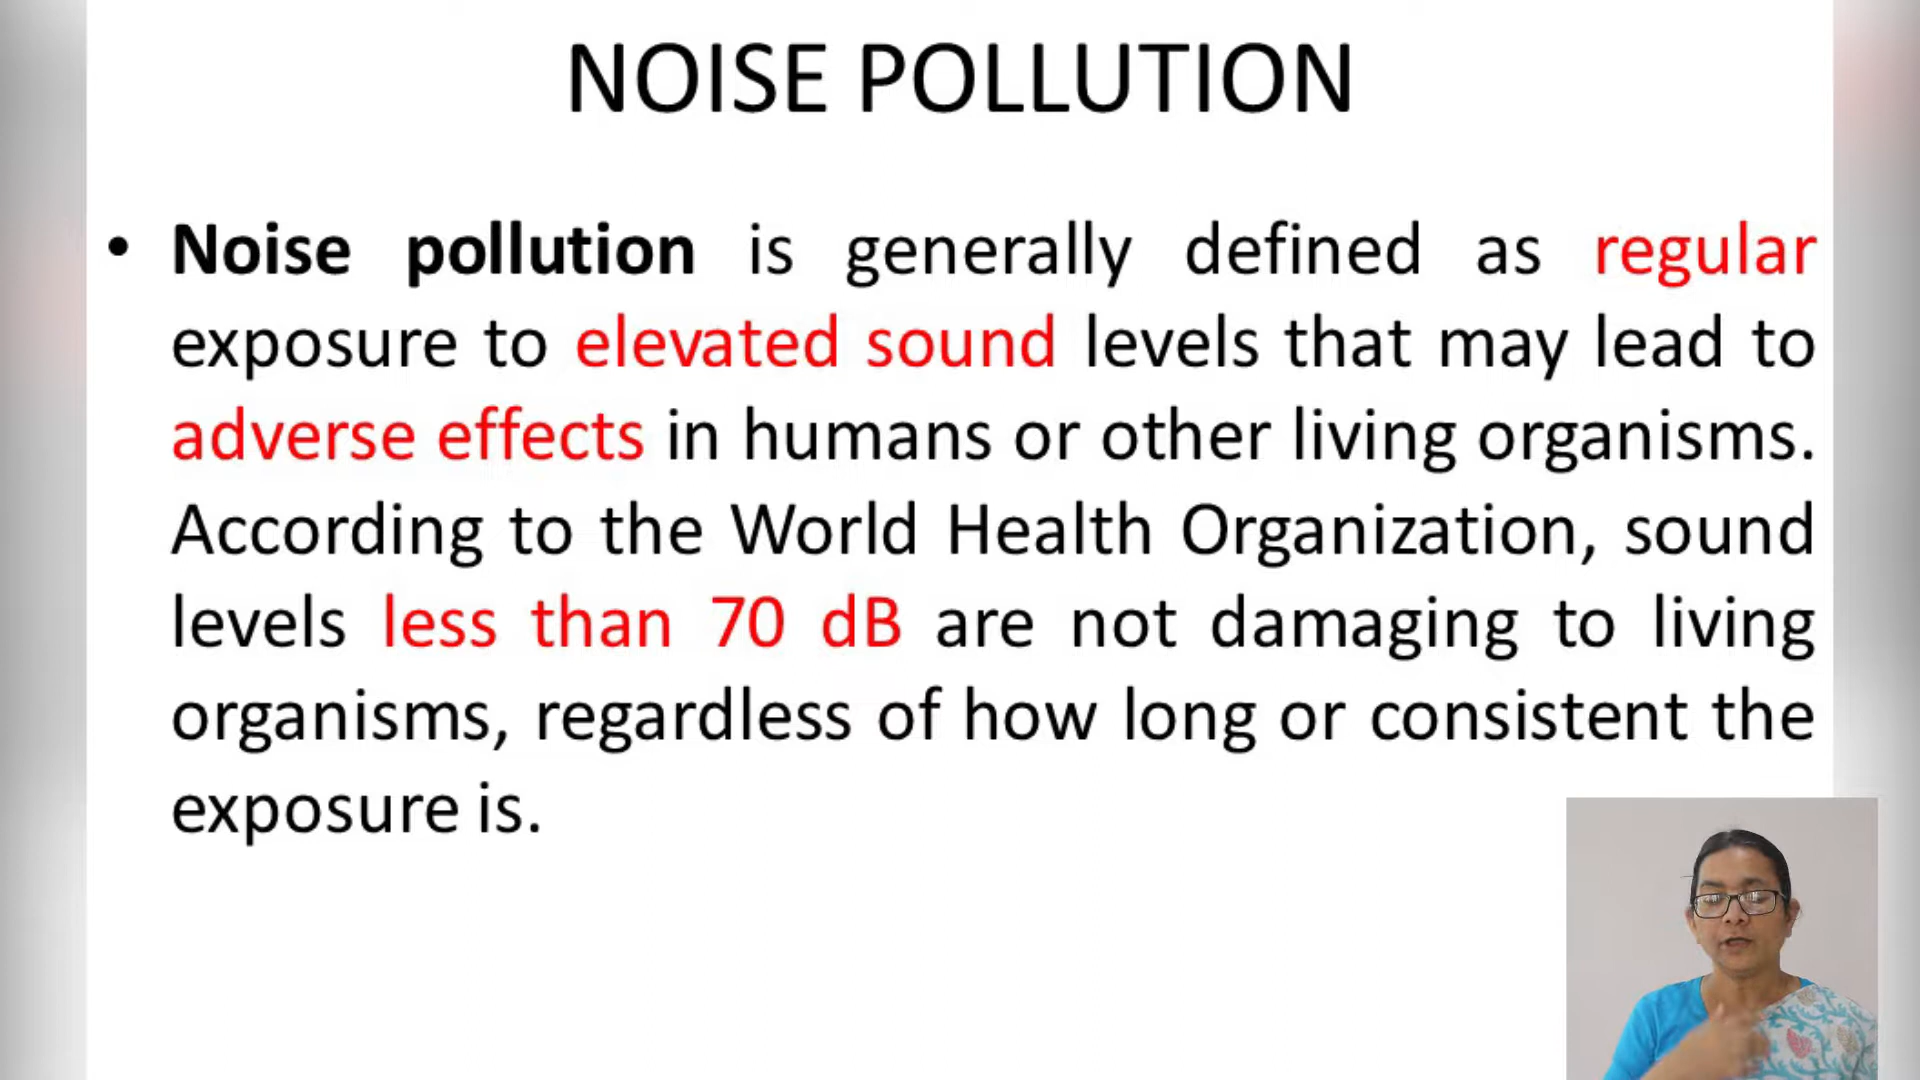 NOISE POLLUTION
• Noise pollution is generally defined as regular
exposure to elevated sound levels that may lead to
adverse effects in humans or other living organisms.
According to the World Health Organization, sound
levels less than 70 dB are not damaging to living
organisms, regardless of how long or consistent the
exposure is.